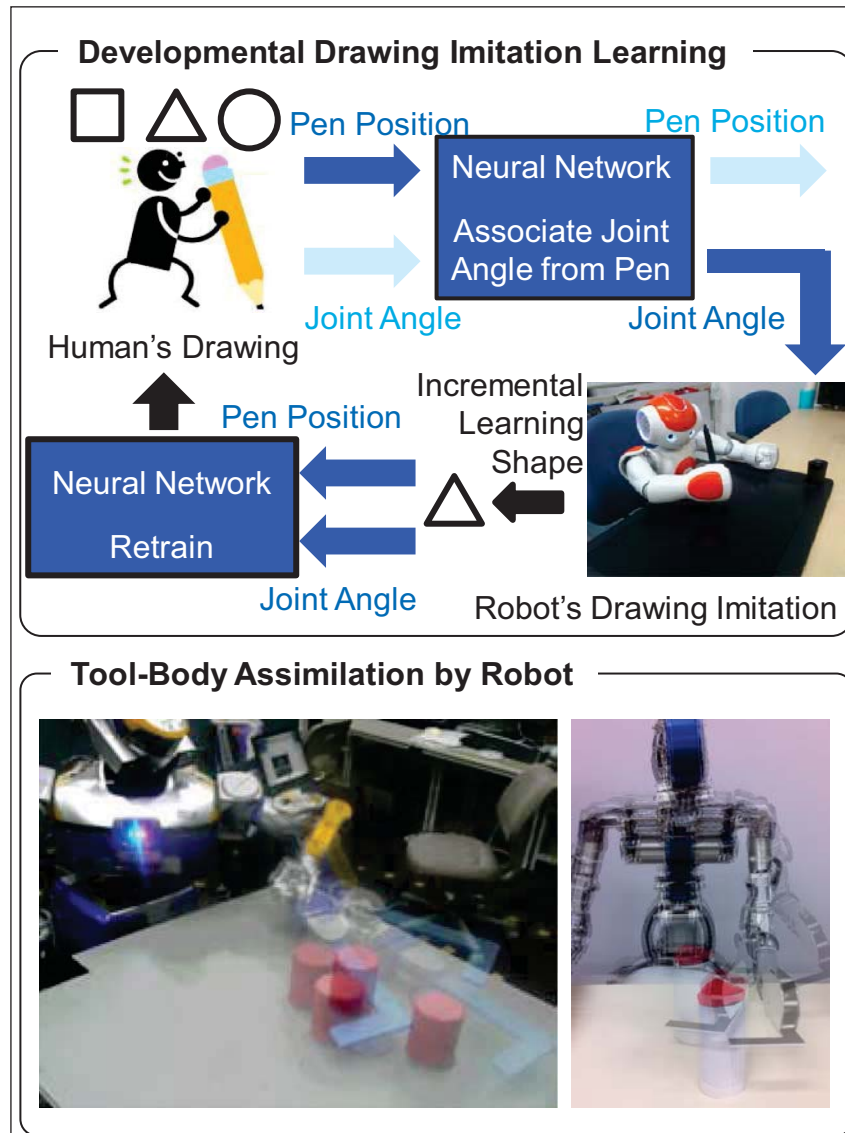 Developmental Drawing Imitation Learning
Pen Position
Pen Position
Neural Network
Associate Joint
Angle from Pen
Joint Angle
Joint Angle
Human's Drawing
Incremental
Learning
Shape
Pen Position
Neural Network
Retrain
Joint Angle
Robot's Drawing Imitation
Tool-Body Assimilation by Robot